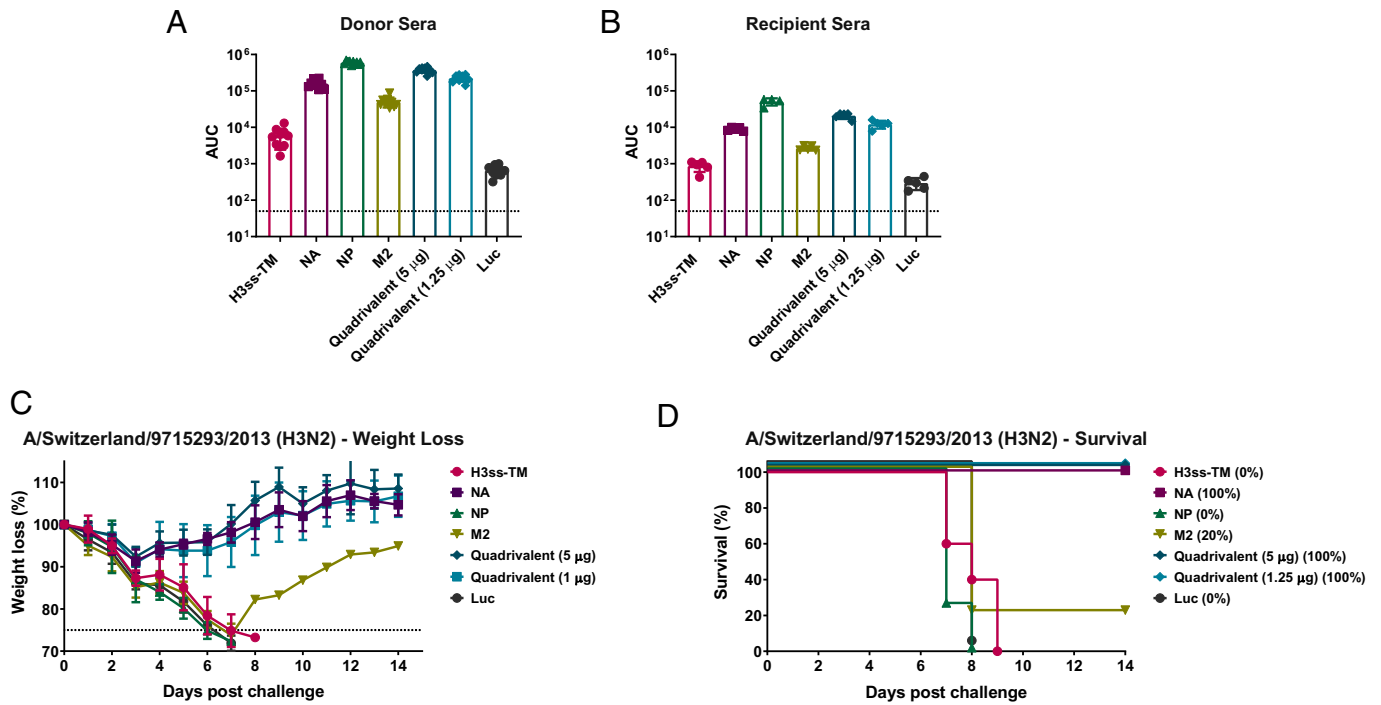 A
Donor Sera
AUC
10⁶
10⁵
10⁴
10³
10²
10¹
H3ss-TM
NA
NP
M2
Quadrivalent (5 μg)
Quadrivalent (1.25 μg)
Luc
B
Recipient Sera
AUC
10⁶
10⁵
10⁴
10³
10²
10¹
H3ss-TM
NA
NP
M2
Quadrivalent (5 μg)
Quadrivalent (1.25 μg)
Luc
C
A/Switzerland/9715293/2013 (H3N2) - Weight Loss
Weight loss (%)
110
100
90
80
70
0 2 4 6 8 10 12 14
Days post challenge
H3ss-TM
NA
NP
M2
Quadrivalent (5 μg)
Quadrivalent (1 μg)
Luc
D
A/Switzerland/9715293/2013 (H3N2) - Survival
Survival (%)
100
80
60
40
20
0
0 2 4 6 8 10 12 14
Days post challenge
H3ss-TM (0%)
NA (100%)
NP (0%)
M2 (20%)
Quadrivalent (5 μg) (100%)
Quadrivalent (1.25 μg) (100%)
Luc (0%)